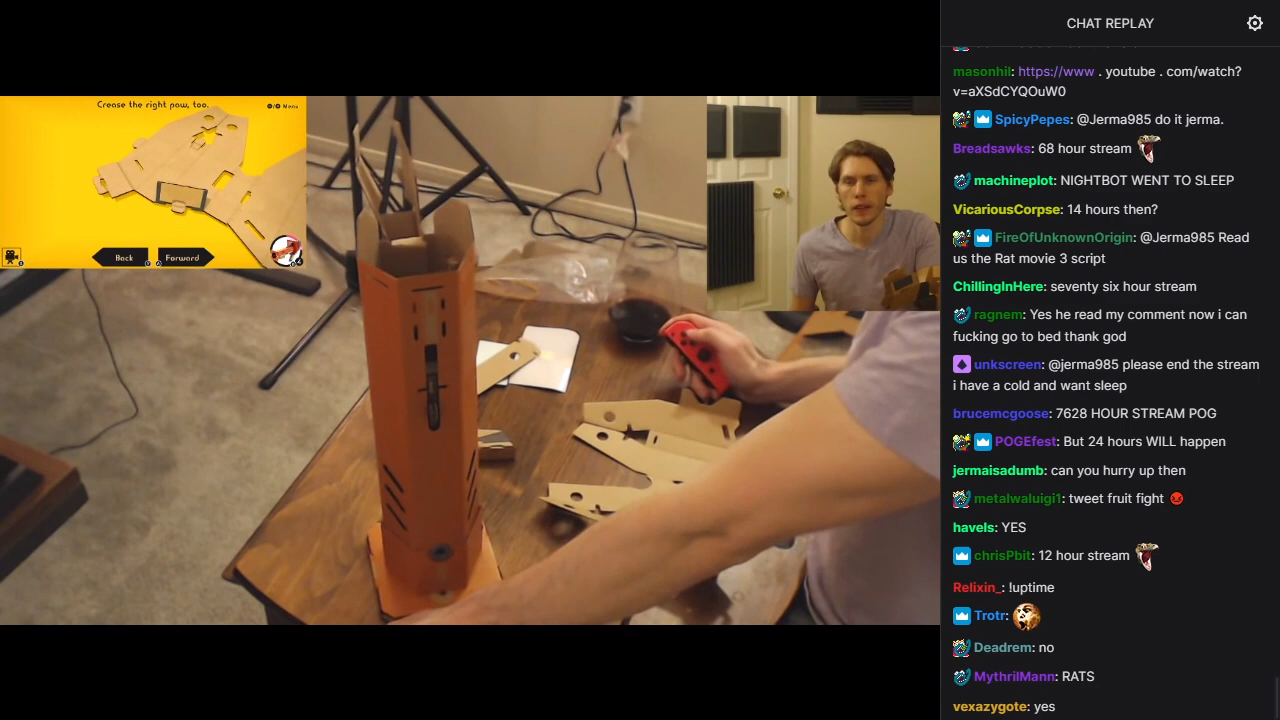 Crease the right paw, too.
Menu
Back
Forward
CHAT REPLAY
masonhil: https://www . youtube . com/watch?
v=aXSdCYQOuW0
SpicyPepes: @Jerma985 do it jerma.
Breadsawks: 68 hour stream
machineplot: NIGHTBOT WENT TO SLEEP
VicariousCorpse: 14 hours then?
FireOfUnknownOrigin: @Jerma985 Read
us the Rat movie 3 script
ChillingInHere: seventy six hour stream
ragnem: Yes he read my comment now i can
fucking go to bed thank god
unkscreen: @jerma985 please end the stream
i have a cold and want sleep
brucemcgoose: 7628 HOUR STREAM POG
POGEfest: But 24 hours WILL happen
jermaisadumb: can you hurry up then
metalwaluigi1: tweet fruit fight
havels: YES
chrisPbit: 12 hour stream
Relixin_: !uptime
Trotr:
Deadrem: no
MythrilMann: RATS
vexazygote: yes